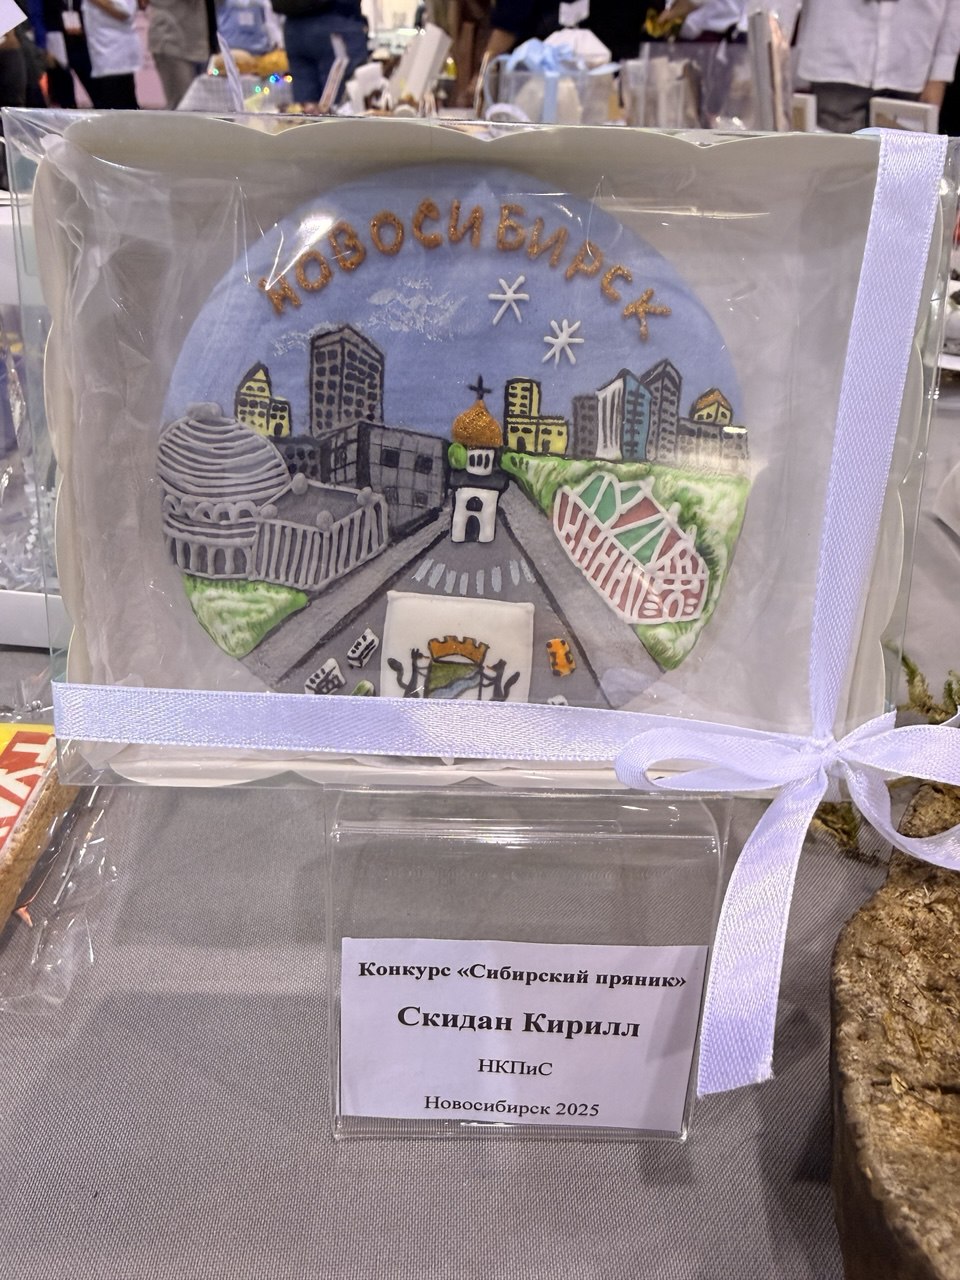 НОВОСИБИРСК
Конкурс «Сибирский пряник»
Скидан Кирилл
НКПиС
Новосибирск 2025